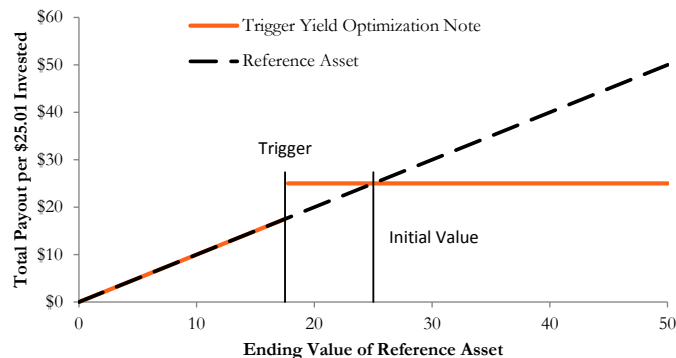 Total Payout per $25.01 Invested
$60
$50
$40
$30
$20
$10
$0
Trigger Yield Optimization Note
Reference Asset
Trigger
Initial Value
0
10
20
30
40
50
Ending Value of Reference Asset